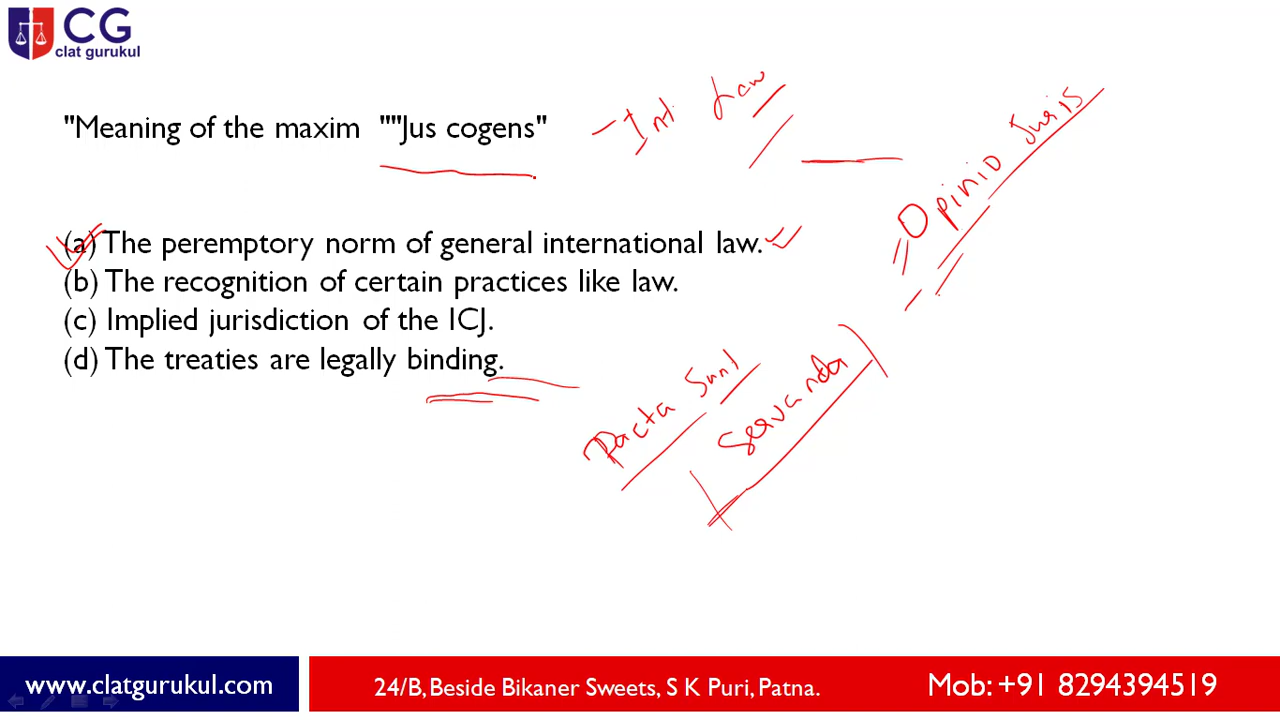 CG
clat gurukul
"Meaning of the maxim ""Jus cogens"
- Int Law
Opinio Juris
(a) The peremptory norm of general international law.
(b) The recognition of certain practices like law.
(c) Implied jurisdiction of the ICJ.
(d) The treaties are legally binding.
Pacta Sunt
Servanda
www.clatgurukul.com
24/B, Beside Bikaner Sweets, S K Puri, Patna.
Mob: +91 8294394519